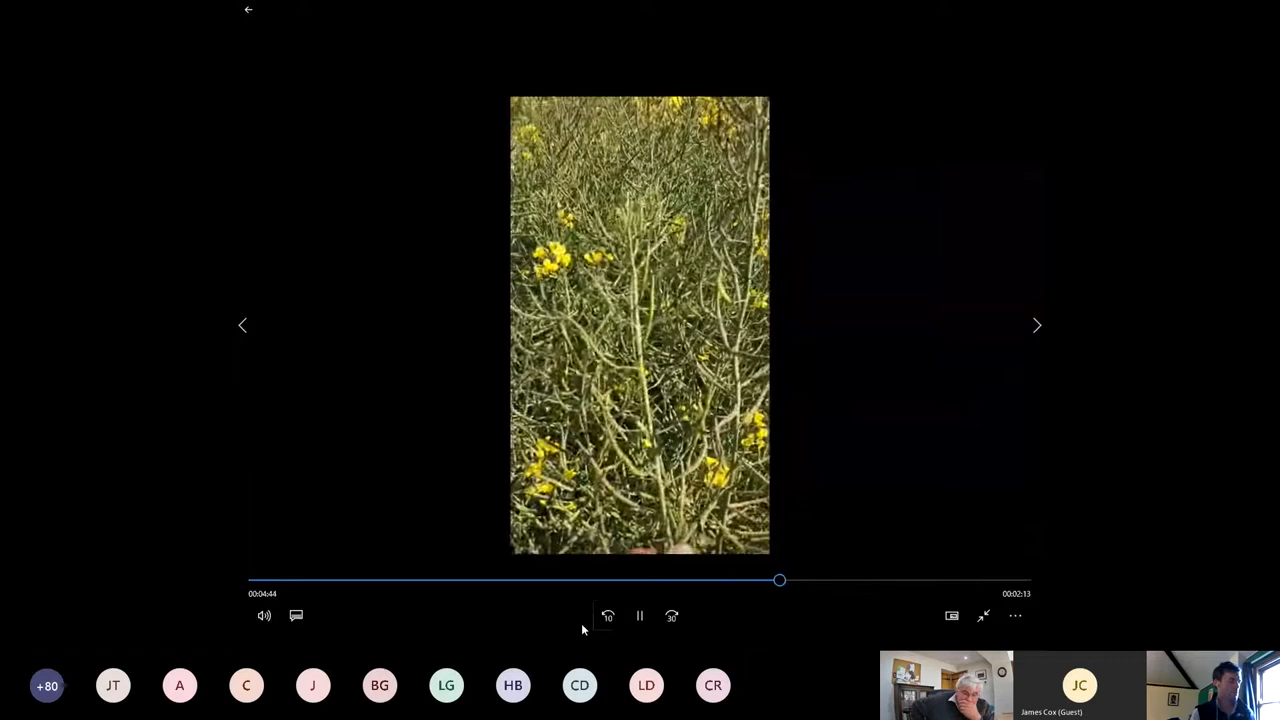 00:04:44
00:02:13
10
30
+80
JT
A
C
J
BG
LG
HB
CD
LD
CR
JC
James Cox (Guest)